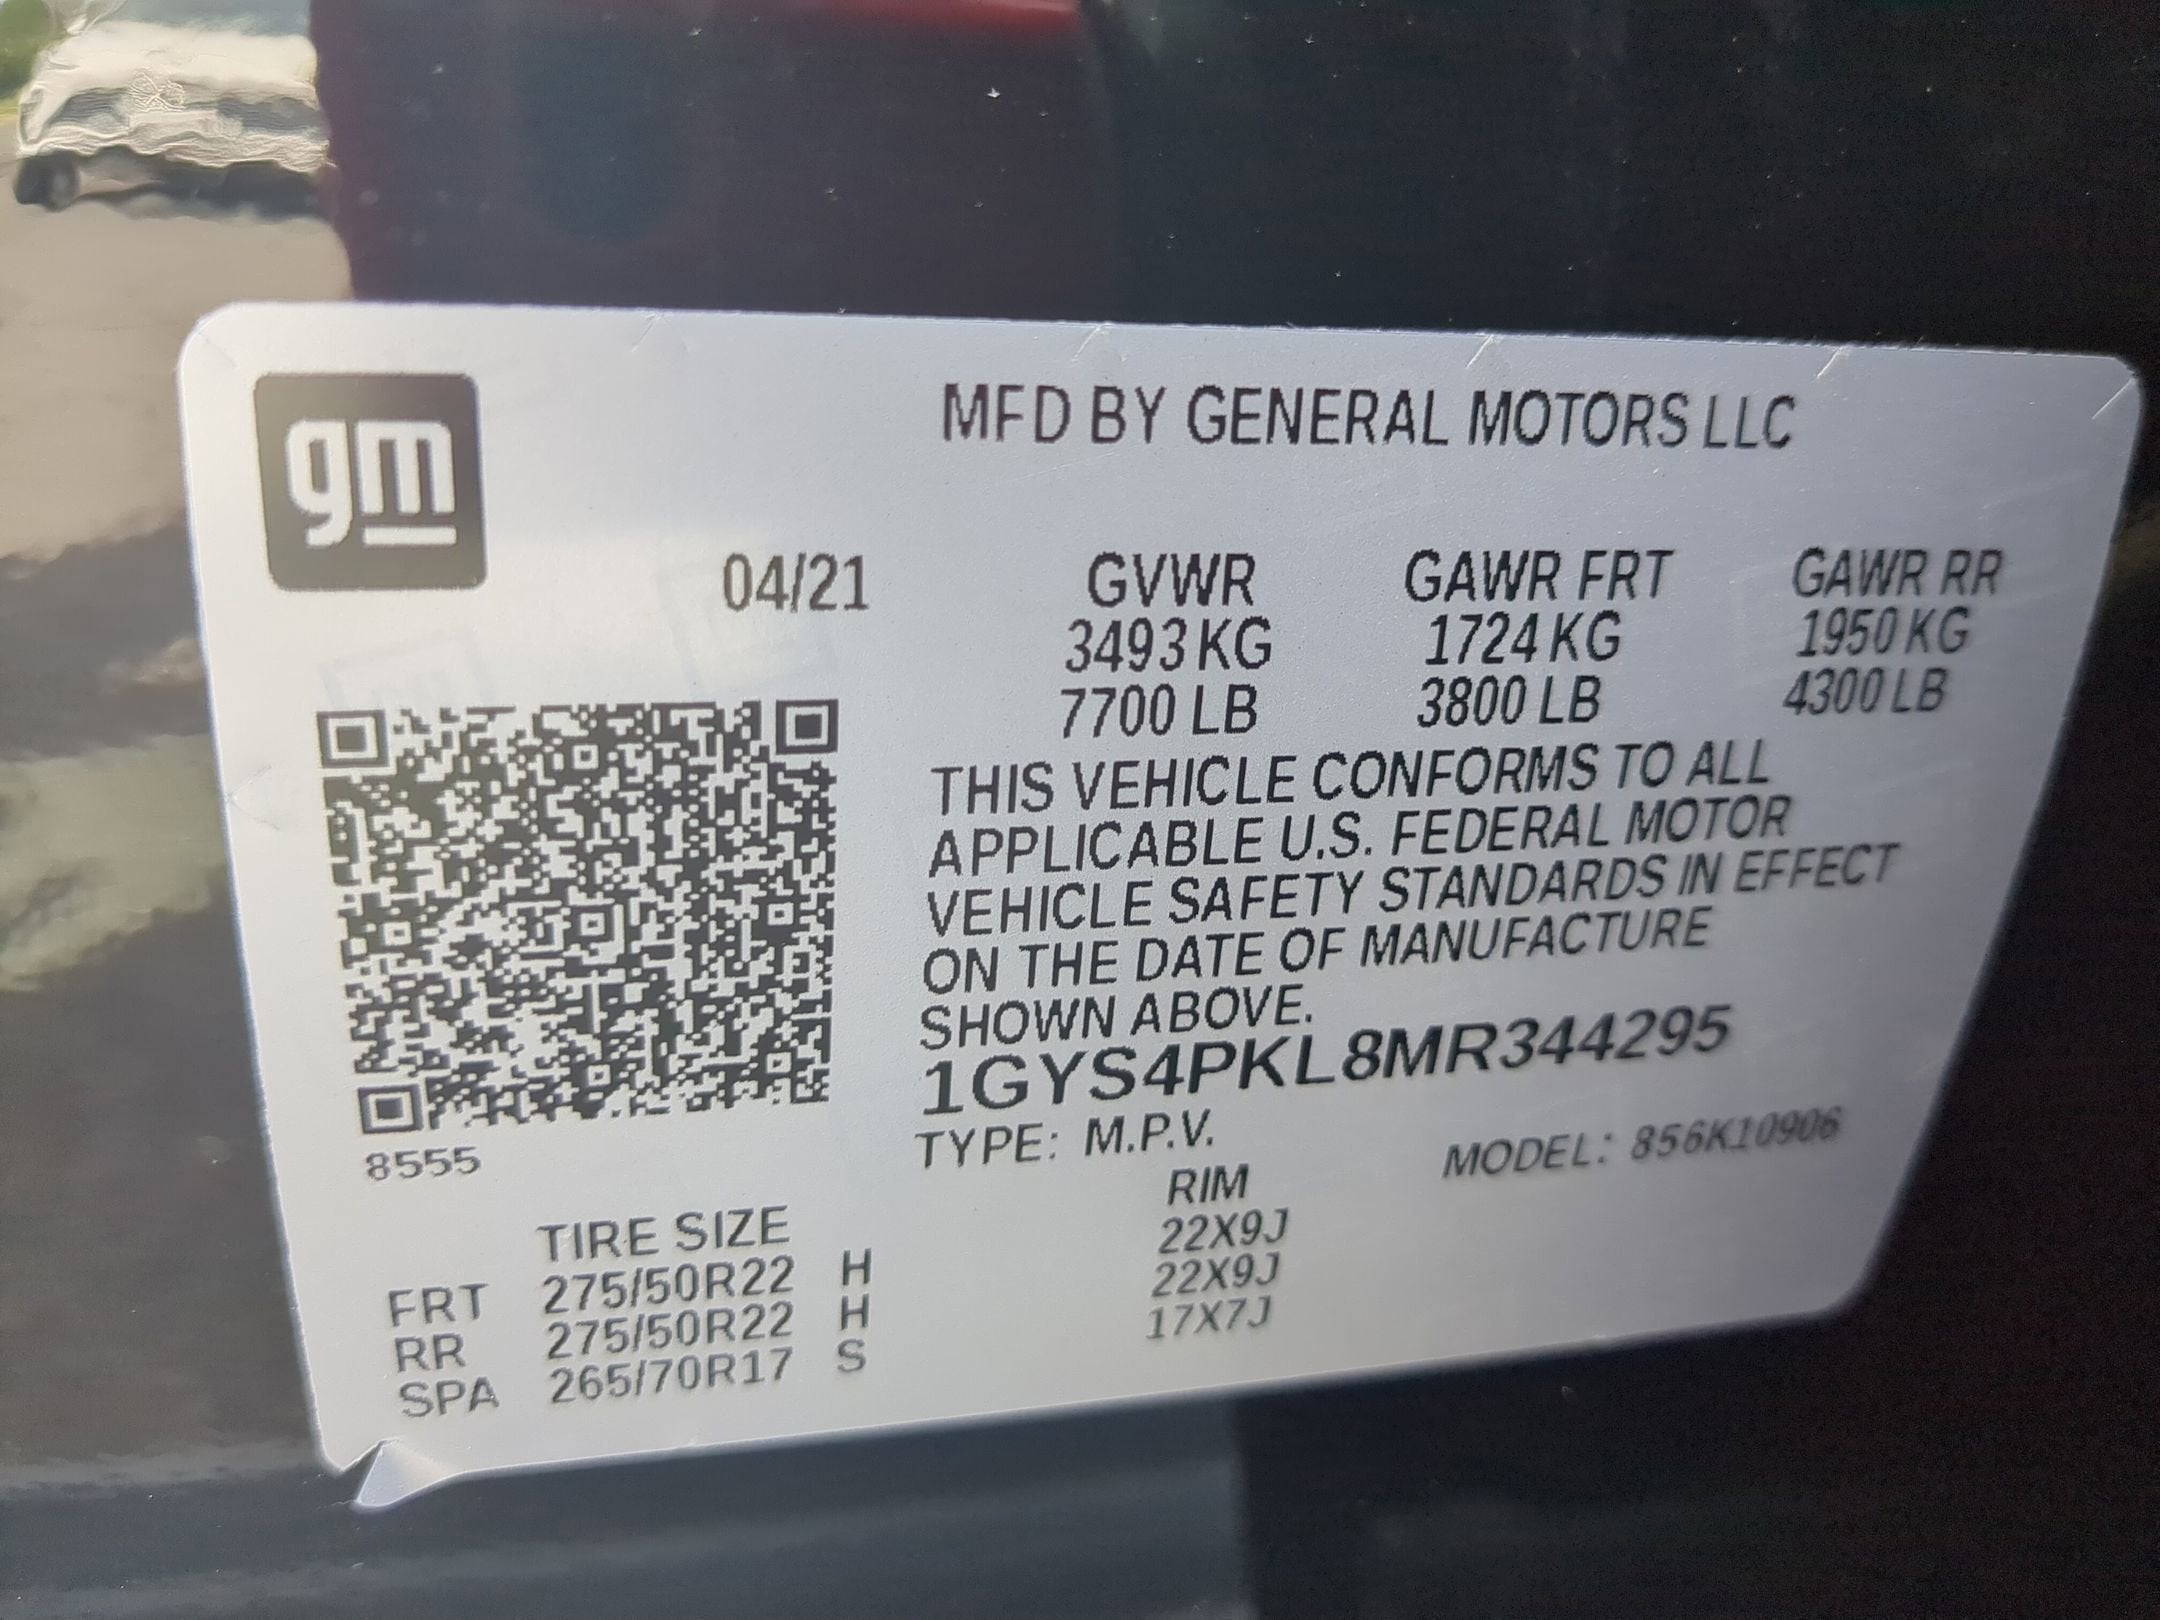 gm
MFD BY GENERAL MOTORS LLC
04/21 GVWR GAWR FRT GAWR RR
3493 KG 1724 KG 1950 KG
7700 LB 3800 LB 4300 LB
THIS VEHICLE CONFORMS TO ALL
APPLICABLE U.S. FEDERAL MOTOR
VEHICLE SAFETY STANDARDS IN EFFECT
ON THE DATE OF MANUFACTURE
SHOWN ABOVE.
1GYS4PKL8MR344295
8555
TYPE: M.P.V. MODEL: 856K10906
TIRE SIZE RIM
FRT 275/50R22 H 22X9J
RR 275/50R22 H 22X9J
SPA 265/70R17 S 17X7J